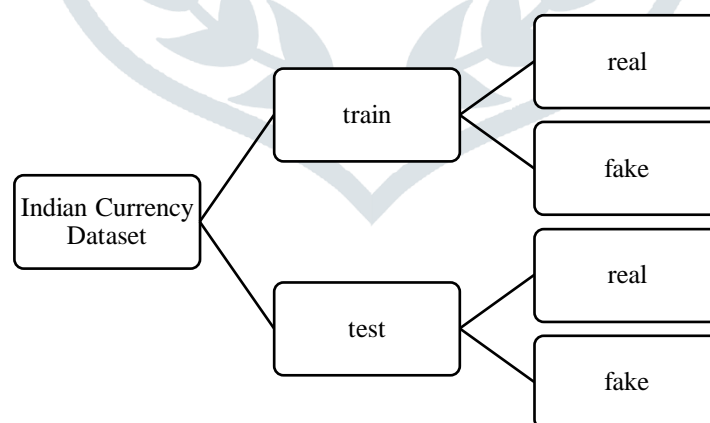 Indian Currency
Dataset
train
test
real
fake
real
fake